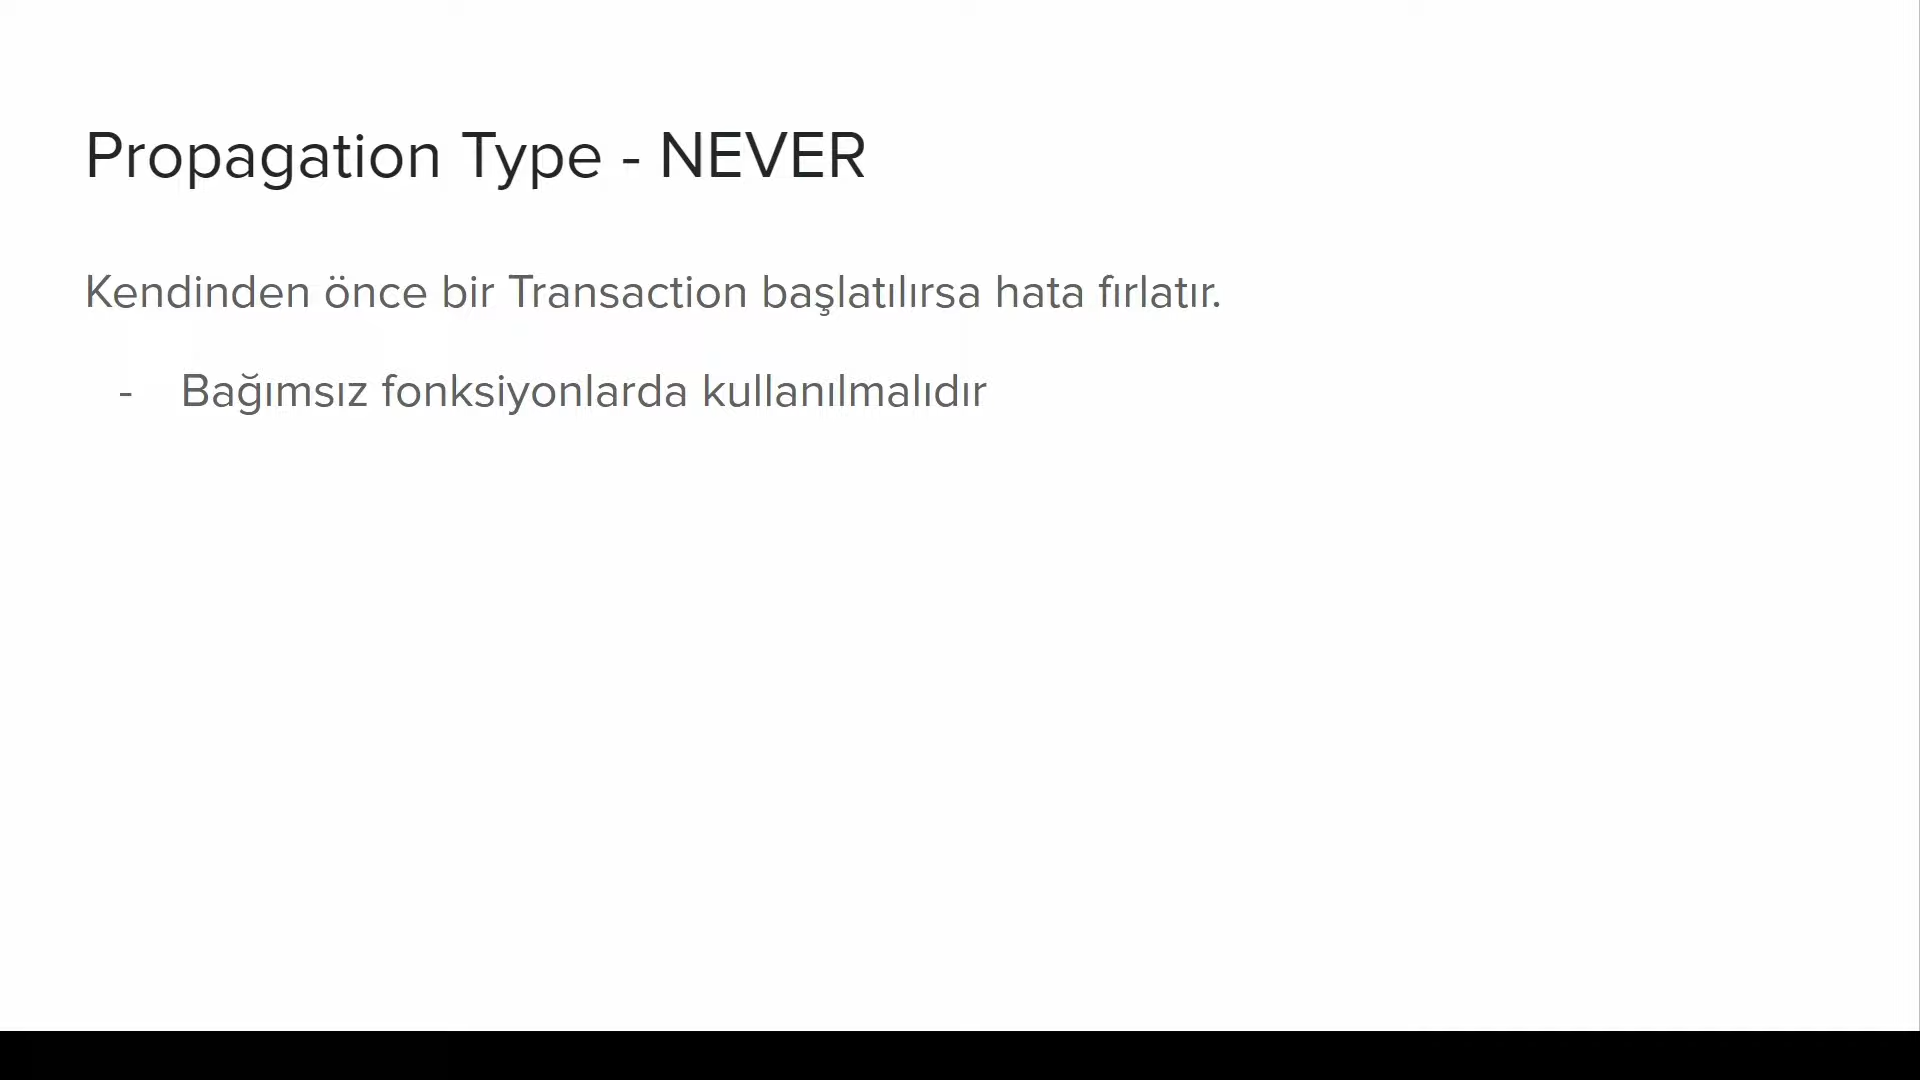 Propagation Type - NEVER
Kendinden önce bir Transaction başlatılırsa hata fırlatır.
- Bağımsız fonksiyonlarda kullanılmalıdır